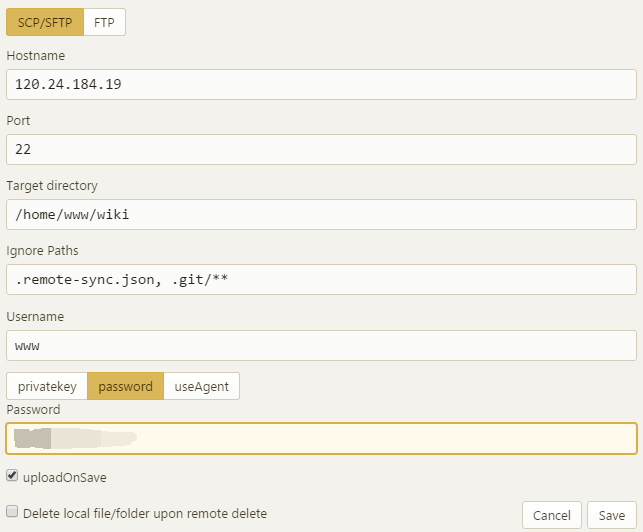 SCP/SFTP FTP
Hostname
120.24.184.19
Port
22
Target directory
/home/www/wiki
Ignore Paths
.remote-sync.json, .git/**
Username
www
privatekey password useAgent
Password
uploadOnSave
Delete local file/folder upon remote delete
Cancel Save